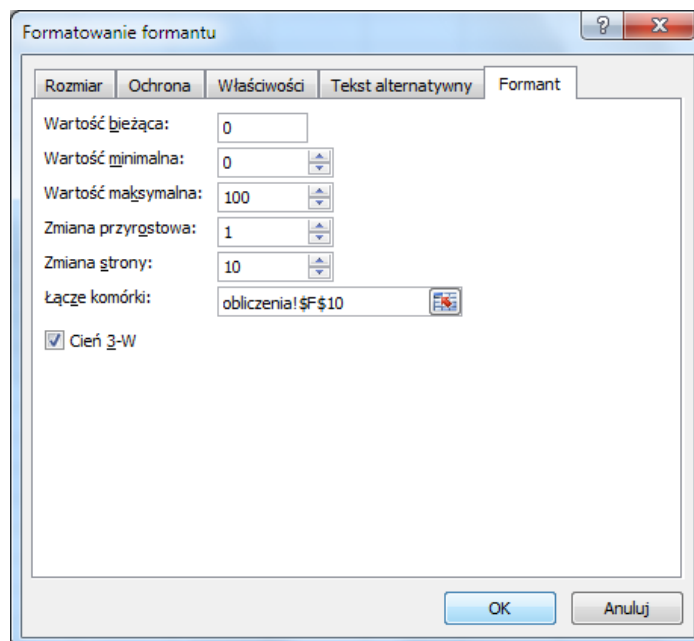 Formatowanie formantu
Rozmiar Ochrona Właściwości Tekst alternatywny Formant
Wartość bieżąca: 0
Wartość minimalna: 0
Wartość maksymalna: 100
Zmiana przyrostowa: 1
Zmiana strony: 10
Łącze komórki: obliczenia!$F$10
Cień 3-W
OK Anuluj